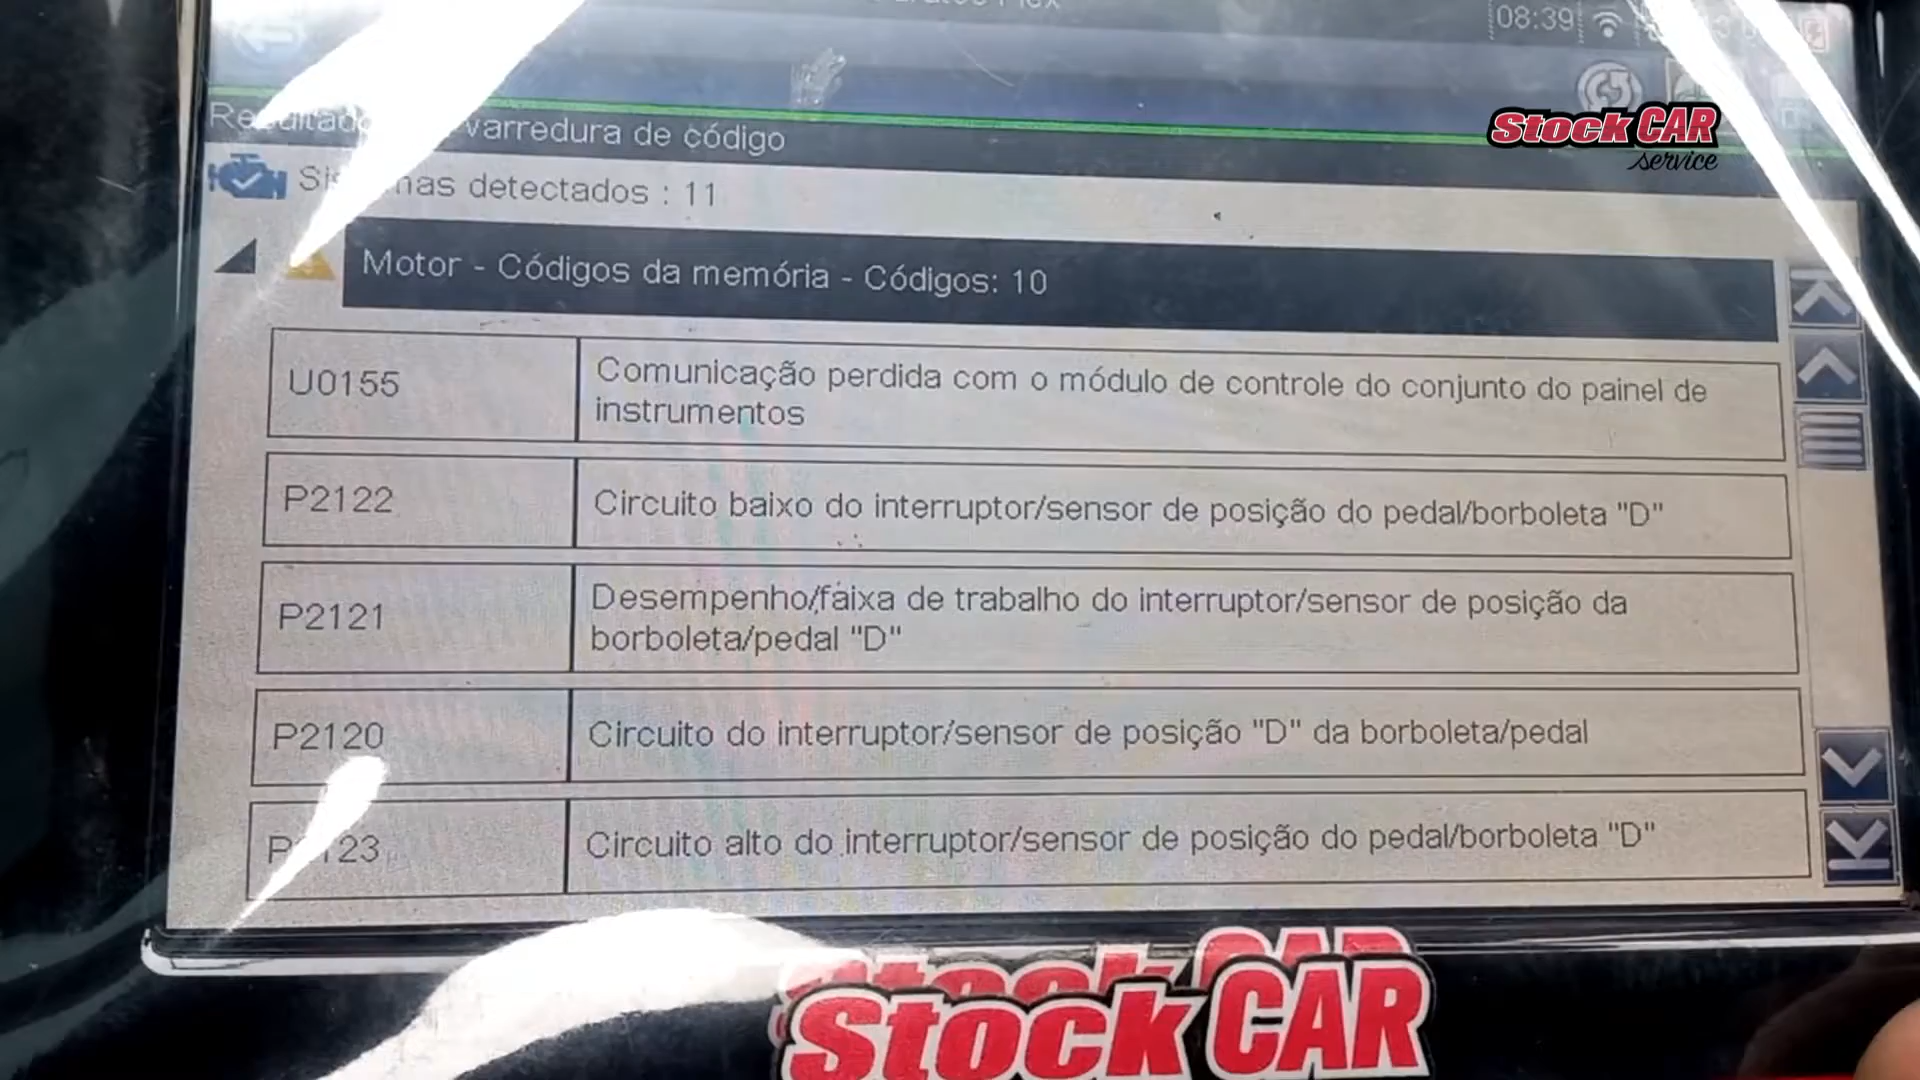 08:39
Stock CAR
service
varredura de código
detectados : 11
Motor - Códigos da memória - Códigos: 10
U0155
Comunicação perdida com o módulo de controle do conjunto do painel de
instrumentos
P2122
Circuito baixo do interruptor/sensor de posição do pedal/borboleta "D"
P2121
Desempenho/faixa de trabalho do interruptor/sensor de posição da
borboleta/pedal "D"
P2120
Circuito do interruptor/sensor de posição "D" da borboleta/pedal
Circuito alto do interruptor/sensor de posição do pedal/borboleta "D"
Stock CAR